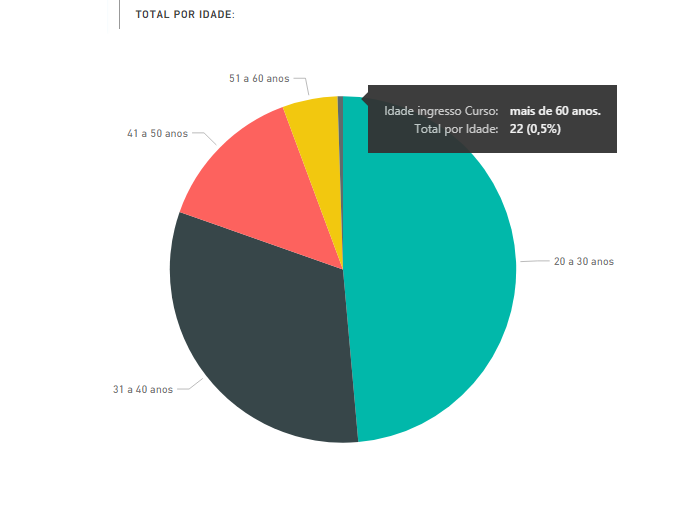 TOTAL POR IDADE:
51 a 60 anos
Idade ingresso Curso: mais de 60 anos.
Total por Idade: 22 (0,5%)
41 a 50 anos
20 a 30 anos
31 a 40 anos